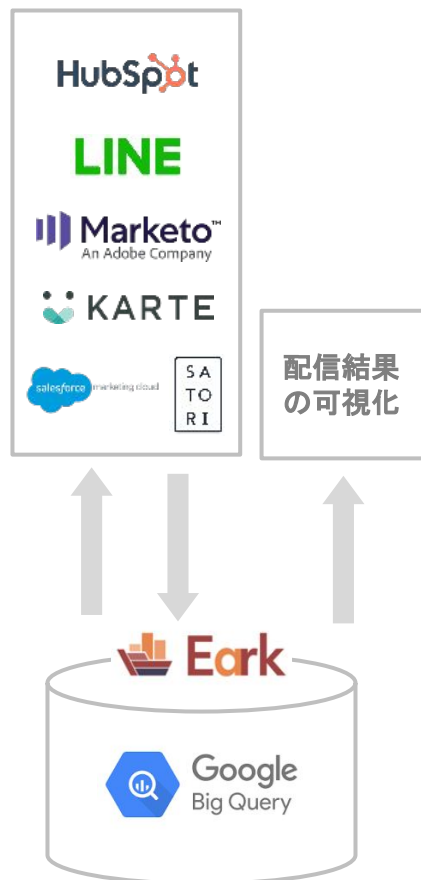 HubSpot
LINE
Marketo™
An Adobe Company
KARTE
salesforce marketing cloud
SA
TO
RI
配信結果
の可視化
Eark
Google
Big Query